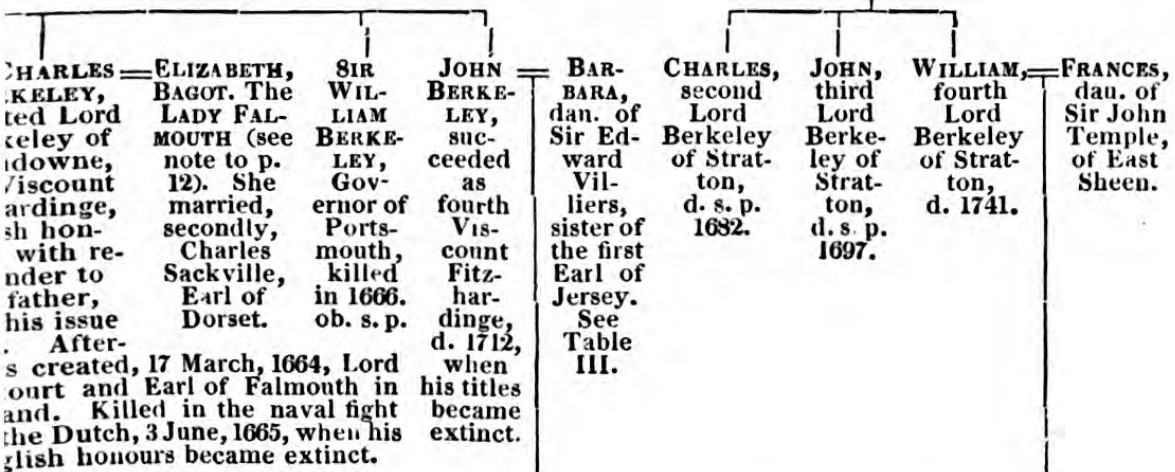 CHARLES = ELIZABETH,
KELEY, BAGOT. The
ted Lord LADY FAL-
keley of MOUTH (see
downe, note to p.
Viscount 12). She
ardinge, married,
sh hon- secondly,
with re- Charles
nder to Sackville,
father, Earl of
his issue Dorset.
. After-
s created, 17 March, 1664, Lord
ourt and Earl of Falmouth in
and. Killed in the naval fight
the Dutch, 3 June, 1665, when his
glish honours became extinct.
SIR
WIL-
LIAM
BERKE-
LEY,
Gov-
ernor of
Ports-
mouth,
killed
in 1666.
ob. s. p.
JOHN
BERKE-
LEY,
suc-
ceeded
as
fourth
VIS-
count
Fitz-
har-
dinge,
d. 1712,
when
his titles
became
extinct.
= BAR-
BARA,
dau. of
Sir Ed-
ward
Vil-
liers,
sister of
the first
Earl of
Jersey.
See
Table
III.
CHARLES,
second
Lord
Berkeley
of Strat-
ton,
d. s. p.
1682.
JOHN,
third
Lord
Berke-
ley of
Strat-
ton,
d. s. p.
1697.
WILLIAM,
fourth
Lord
Berkeley
of Strat-
ton,
d. 1741.
= FRANCES,
dau. of
Sir John
Temple,
of East
Sheen.